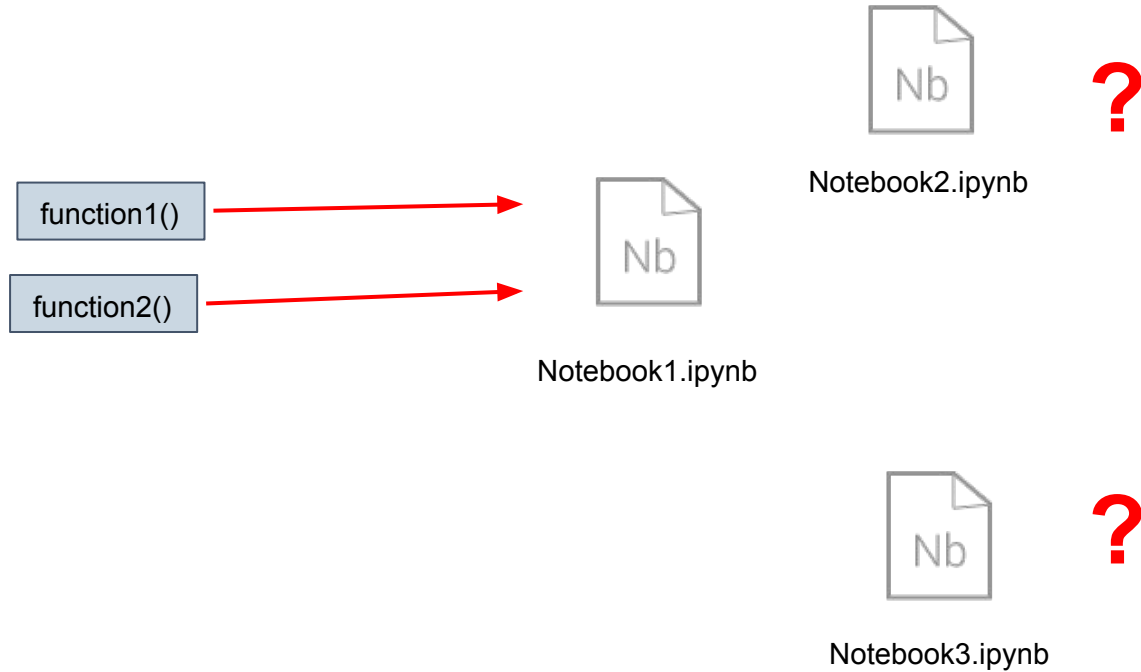 Nb
?
Notebook2.ipynb
function1()
Nb
function2()
Notebook1.ipynb
Nb
?
Notebook3.ipynb